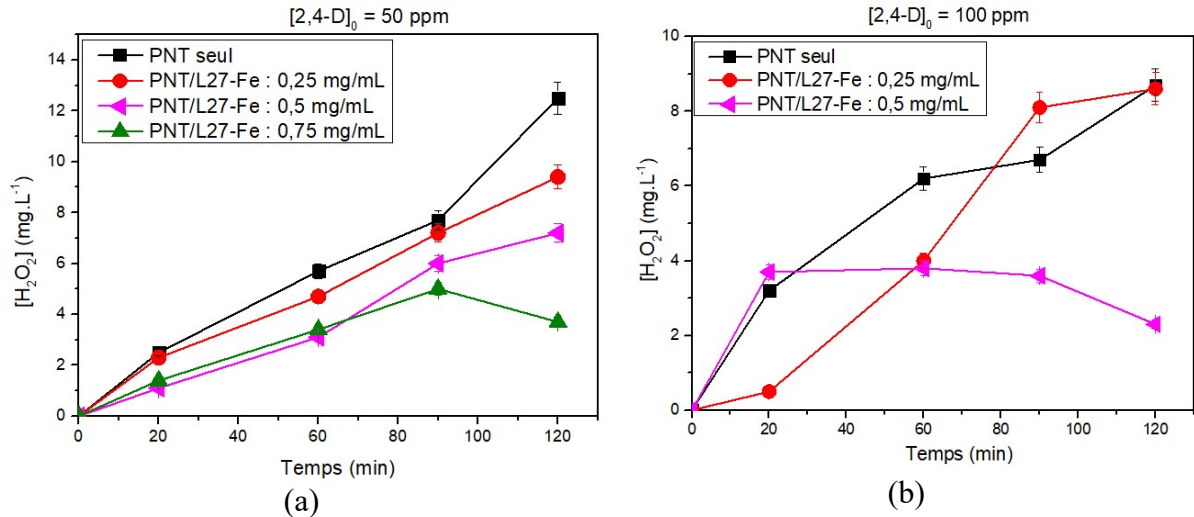 [2,4-D]₀ = 50 ppm
PNT seul
PNT/L27-Fe : 0,25 mg/mL
PNT/L27-Fe : 0,5 mg/mL
PNT/L27-Fe : 0,75 mg/mL
[H₂O₂] (mg.L⁻¹)
14
12
10
8
6
4
2
0
0 20 40 60 80 100 120
Temps (min)
(a)
[2,4-D]₀ = 100 ppm
PNT seul
PNT/L27-Fe : 0,25 mg/mL
PNT/L27-Fe : 0,5 mg/mL
[H₂O₂] (mg.L⁻¹)
10
8
6
4
2
0
0 20 40 60 80 100 120
Temps (min)
(b)